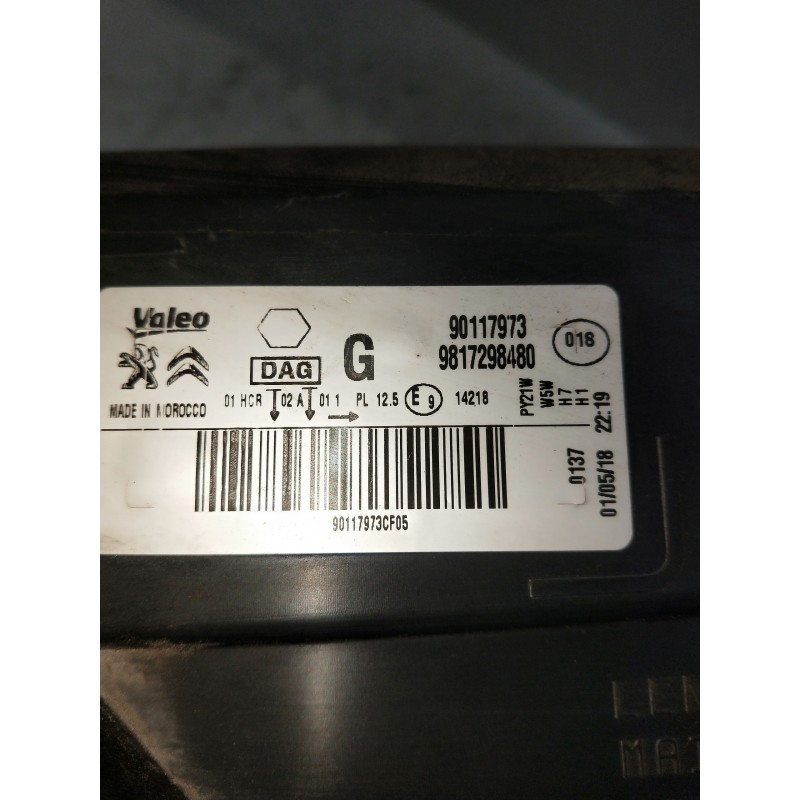 Valeo
DAG
G
90117973
9817298480
018
MADE IN MOROCCO
01 HCR 02 A 01 1 PL 12.5 E 9 14218
PY21W
W5W
H7
H1
0137
01/05/18 22:19
90117973CF05